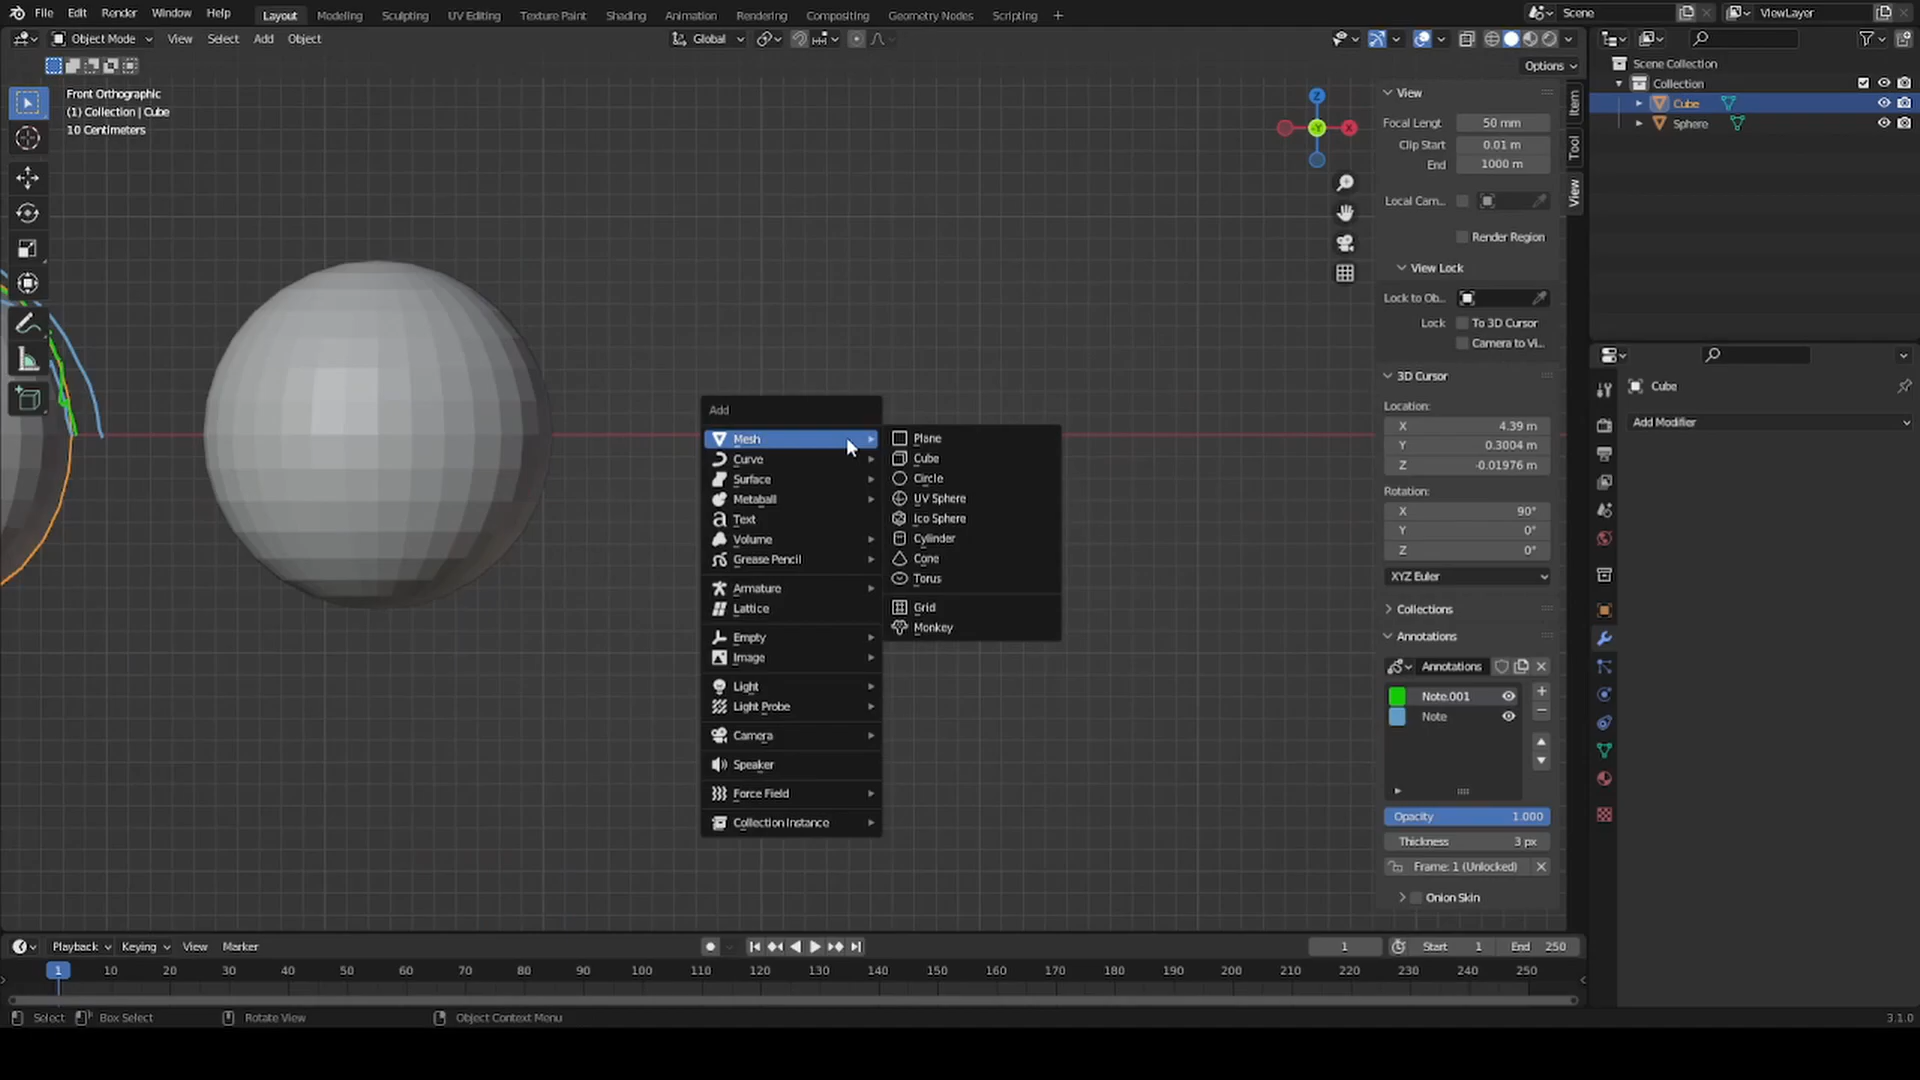 File Edit Render Window Help Layout Modeling Sculpting UV Editing Texture Paint Shading Animation Rendering Compositing Geometry Nodes Scripting + Scene ViewLayer
Object Mode View Select Add Object Global
Options
Front Orthographic
(1) Collection | Cube
10 Centimeters
Z
-Y
X
Add
Mesh
Curve
Surface
Metaball
Text
Volume
Grease Pencil
Armature
Lattice
Empty
Image
Light
Light Probe
Camera
Speaker
Force Field
Collection Instance
Plane
Cube
Circle
UV Sphere
Ico Sphere
Cylinder
Cone
Torus
Grid
Monkey
View
Focal Lengt 50 mm
Clip Start 0.01 m
End 1000 m
Local Cam...
Render Region
View Lock
Lock to Ob...
Lock To 3D Cursor
Camera to Vi...
3D Cursor
Location:
X 4.39 m
Y 0.3004 m
Z -0.01976 m
Rotation:
X 90°
Y 0°
Z 0°
XYZ Euler
Collections
Annotations
Annotations
Note.001
Note
Opacity 1.000
Thickness 3 px
Frame: 1 (Unlocked)
Onion Skin
Item
Tool
View
Scene Collection
Collection
Cube
Sphere
Cube
Add Modifier
Playback Keying View Marker 1 Start 1 End 250
1 10 20 30 40 50 60 70 80 90 100 110 120 130 140 150 160 170 180 190 200 210 220 230 240 250
Select Box Select Rotate View Object Context Menu 3.1.0